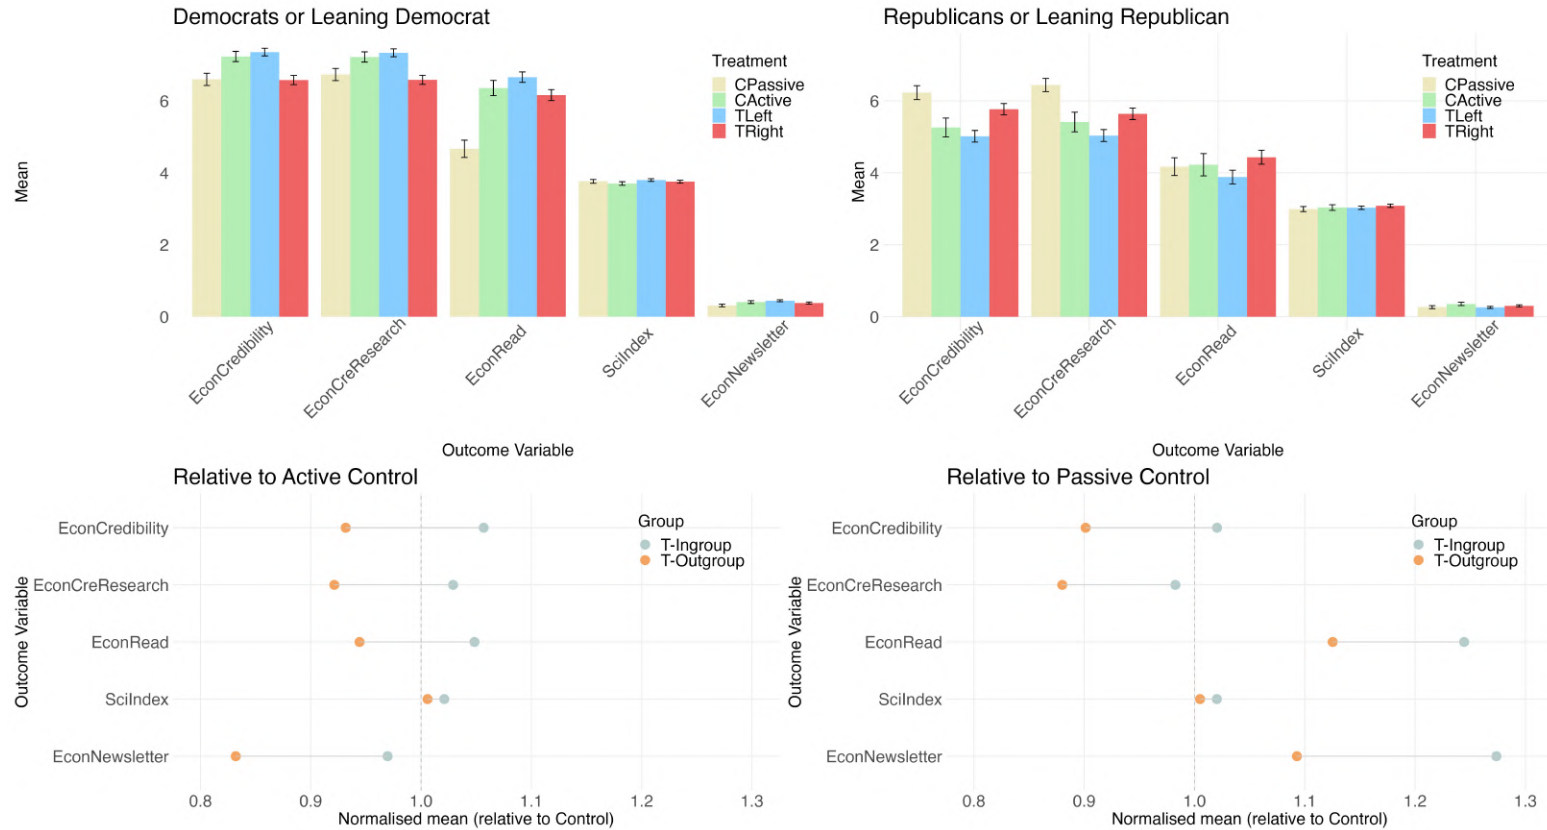 Democrats or Leaning Democrat
Mean
6
4
2
0
Treatment
CPassive
CActive
TLeft
TRight
EconCredibility
EconCreResearch
EconRead
SciIndex
EconNewsletter
Outcome Variable
Republicans or Leaning Republican
Mean
6
4
2
0
Treatment
CPassive
CActive
TLeft
TRight
EconCredibility
EconCreResearch
EconRead
SciIndex
EconNewsletter
Outcome Variable
Relative to Active Control
Outcome Variable
EconCredibility
EconCreResearch
EconRead
SciIndex
EconNewsletter
Group
T-Ingroup
T-Outgroup
0.8 0.9 1.0 1.1 1.2 1.3
Normalised mean (relative to Control)
Relative to Passive Control
Outcome Variable
EconCredibility
EconCreResearch
EconRead
SciIndex
EconNewsletter
Group
T-Ingroup
T-Outgroup
0.8 0.9 1.0 1.1 1.2 1.3
Normalised mean (relative to Control)